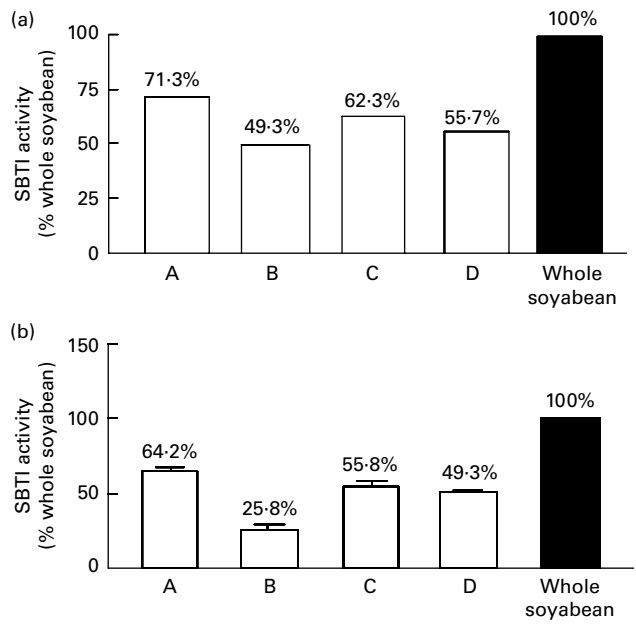 (a)
100%
100
75
50
25
0
SBTI activity
(% whole soyabean)
71·3%
49·3%
62·3%
55·7%
A
B
C
D
Whole
soyabean
(b)
150
100
50
0
SBTI activity
(% whole soyabean)
64·2%
25·8%
55·8%
49·3%
100%
A
B
C
D
Whole
soyabean